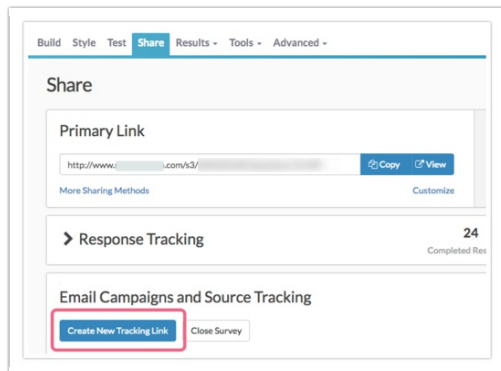 Build Style Test Share Results Tools Advanced
Share
Primary Link
http://www. .com/s3/
Copy View
More Sharing Methods Customize
Response Tracking 24
Completed Res
Email Campaigns and Source Tracking
Create New Tracking Link Close Survey